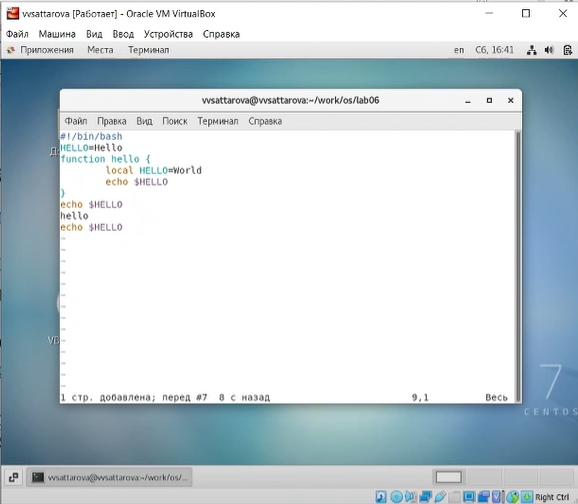 vvsattarova [Работает] - Oracle VM VirtualBox
Файл Машина Вид Ввод Устройства Справка
Приложения Места Терминал en Сб, 16:41
vvsattarova@vvsattarova:~/work/os/lab06
Файл Правка Вид Поиск Терминал Справка
#!/bin/bash
HELLO=Hello
function hello {
        local HELLO=World
        echo $HELLO
}
echo $HELLO
hello
echo $HELLO
~
~
~
~
~
~
~
~
~
~
~
~
~
~
1 стр. добавлена; перед #7 8 с назад 9,1 Весь
7
CENTOS
vvsattarova@vvsattarova:~/work/os/...
Right Ctrl